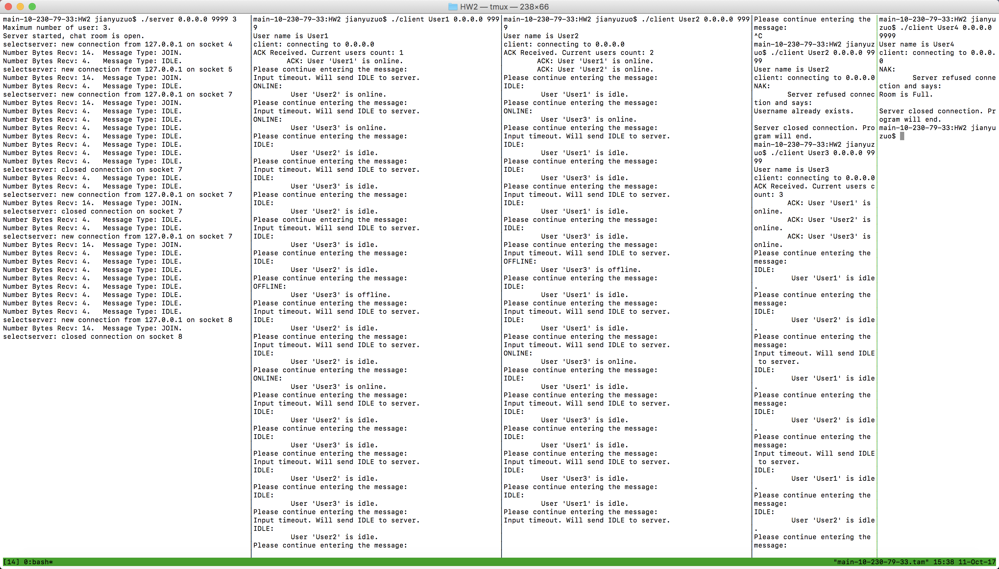 HW2 — tmux — 238×66
main-10-230-79-33:HW2 jianyuzuo$ ./server 0.0.0.0 9999 3
Maximum number of user: 3.
Server started, chat room is open.
selectserver: new connection from 127.0.0.1 on socket 4
Number Bytes Recv: 14.  Message Type: JOIN.
Number Bytes Recv: 4.   Message Type: IDLE.
selectserver: new connection from 127.0.0.1 on socket 5
Number Bytes Recv: 14.  Message Type: JOIN.
Number Bytes Recv: 4.   Message Type: IDLE.
selectserver: new connection from 127.0.0.1 on socket 7
Number Bytes Recv: 14.  Message Type: JOIN.
Number Bytes Recv: 4.   Message Type: IDLE.
Number Bytes Recv: 4.   Message Type: IDLE.
Number Bytes Recv: 4.   Message Type: IDLE.
Number Bytes Recv: 4.   Message Type: IDLE.
Number Bytes Recv: 4.   Message Type: IDLE.
Number Bytes Recv: 4.   Message Type: IDLE.
Number Bytes Recv: 4.   Message Type: IDLE.
selectserver: closed connection on socket 7
Number Bytes Recv: 4.   Message Type: IDLE.
Number Bytes Recv: 4.   Message Type: IDLE.
selectserver: new connection from 127.0.0.1 on socket 7
Number Bytes Recv: 14.  Message Type: JOIN.
selectserver: closed connection on socket 7
Number Bytes Recv: 4.   Message Type: IDLE.
Number Bytes Recv: 4.   Message Type: IDLE.
selectserver: new connection from 127.0.0.1 on socket 7
Number Bytes Recv: 14.  Message Type: JOIN.
Number Bytes Recv: 4.   Message Type: IDLE.
Number Bytes Recv: 4.   Message Type: IDLE.
Number Bytes Recv: 4.   Message Type: IDLE.
Number Bytes Recv: 4.   Message Type: IDLE.
Number Bytes Recv: 4.   Message Type: IDLE.
Number Bytes Recv: 4.   Message Type: IDLE.
Number Bytes Recv: 4.   Message Type: IDLE.
Number Bytes Recv: 4.   Message Type: IDLE.
selectserver: new connection from 127.0.0.1 on socket 8
Number Bytes Recv: 14.  Message Type: JOIN.
selectserver: closed connection on socket 8
main-10-230-79-33:HW2 jianyuzuo$ ./client User1 0.0.0.0 999
9
User name is User1
client: connecting to 0.0.0.0
ACK Received. Current users count: 1
ACK: User 'User1' is online.
Please continue entering the message:
Input timeout. Will send IDLE to server.
ONLINE:
User 'User2' is online.
Please continue entering the message:
Input timeout. Will send IDLE to server.
ONLINE:
User 'User3' is online.
Please continue entering the message:
IDLE:
User 'User2' is idle.
Please continue entering the message:
Input timeout. Will send IDLE to server.
IDLE:
User 'User3' is idle.
Please continue entering the message:
IDLE:
User 'User2' is idle.
Please continue entering the message:
Input timeout. Will send IDLE to server.
IDLE:
User 'User3' is idle.
Please continue entering the message:
IDLE:
User 'User2' is idle.
Please continue entering the message:
OFFLINE:
User 'User3' is offline.
Please continue entering the message:
Input timeout. Will send IDLE to server.
IDLE:
User 'User2' is idle.
Please continue entering the message:
Input timeout. Will send IDLE to server.
IDLE:
User 'User2' is idle.
Please continue entering the message:
ONLINE:
User 'User3' is online.
Please continue entering the message:
Input timeout. Will send IDLE to server.
IDLE:
User 'User2' is idle.
Please continue entering the message:
IDLE:
User 'User3' is idle.
Please continue entering the message:
Input timeout. Will send IDLE to server.
IDLE:
User 'User2' is idle.
Please continue entering the message:
IDLE:
User 'User3' is idle.
Please continue entering the message:
Input timeout. Will send IDLE to server.
IDLE:
User 'User2' is idle.
Please continue entering the message:
main-10-230-79-33:HW2 jianyuzuo$ ./client User2 0.0.0.0 999
9
User name is User2
client: connecting to 0.0.0.0
ACK Received. Current users count: 2
ACK: User 'User1' is online.
ACK: User 'User2' is online.
Please continue entering the message:
IDLE:
User 'User1' is idle.
Please continue entering the message:
ONLINE:
User 'User3' is online.
Please continue entering the message:
Input timeout. Will send IDLE to server.
IDLE:
User 'User1' is idle.
Please continue entering the message:
IDLE:
User 'User3' is idle.
Please continue entering the message:
Input timeout. Will send IDLE to server.
IDLE:
User 'User1' is idle.
Please continue entering the message:
IDLE:
User 'User3' is idle.
Please continue entering the message:
Input timeout. Will send IDLE to server.
OFFLINE:
User 'User3' is offline.
Please continue entering the message:
IDLE:
User 'User1' is idle.
Please continue entering the message:
Input timeout. Will send IDLE to server.
IDLE:
User 'User1' is idle.
Please continue entering the message:
Input timeout. Will send IDLE to server.
ONLINE:
User 'User3' is online.
Please continue entering the message:
IDLE:
User 'User1' is idle.
Please continue entering the message:
Input timeout. Will send IDLE to server.
IDLE:
User 'User3' is idle.
Please continue entering the message:
IDLE:
User 'User1' is idle.
Please continue entering the message:
Input timeout. Will send IDLE to server.
IDLE:
User 'User3' is idle.
Please continue entering the message:
IDLE:
User 'User1' is idle.
Please continue entering the message:
Input timeout. Will send IDLE to server.
Please continue entering the
message:
^C
main-10-230-79-33:HW2 jianyuz
uo$ ./client User2 0.0.0.0 99
99
User name is User2
client: connecting to 0.0.0.0
NAK:
Server refused connec
tion and says:
Username already exists.
Server closed connection. Pro
gram will end.
main-10-230-79-33:HW2 jianyuz
uo$ ./client User3 0.0.0.0 99
99
User name is User3
client: connecting to 0.0.0.0
ACK Received. Current users c
ount: 3
ACK: User 'User1' is
online.
ACK: User 'User2' is
online.
ACK: User 'User3' is
online.
Please continue entering the
message:
IDLE:
User 'User1' is idle
.
Please continue entering the
message:
IDLE:
User 'User2' is idle
.
Please continue entering the
message:
Input timeout. Will send IDLE
to server.
IDLE:
User 'User1' is idle
.
Please continue entering the
message:
IDLE:
User 'User2' is idle
.
Please continue entering the
message:
Input timeout. Will send IDLE
to server.
IDLE:
User 'User1' is idle
.
Please continue entering the
message:
IDLE:
User 'User2' is idle
.
Please continue entering the
message:
main-10-230-79-33:HW2 jianyu
zuo$ ./client User4 0.0.0.0
9999
User name is User4
client: connecting to 0.0.0.
0
NAK:
Server refused conne
ction and says:
Room is Full.
Server closed connection. Pr
ogram will end.
main-10-230-79-33:HW2 jianyu
zuo$
[14] 0:bash*
"main-10-230-79-33.tam" 15:38 11-Oct-17